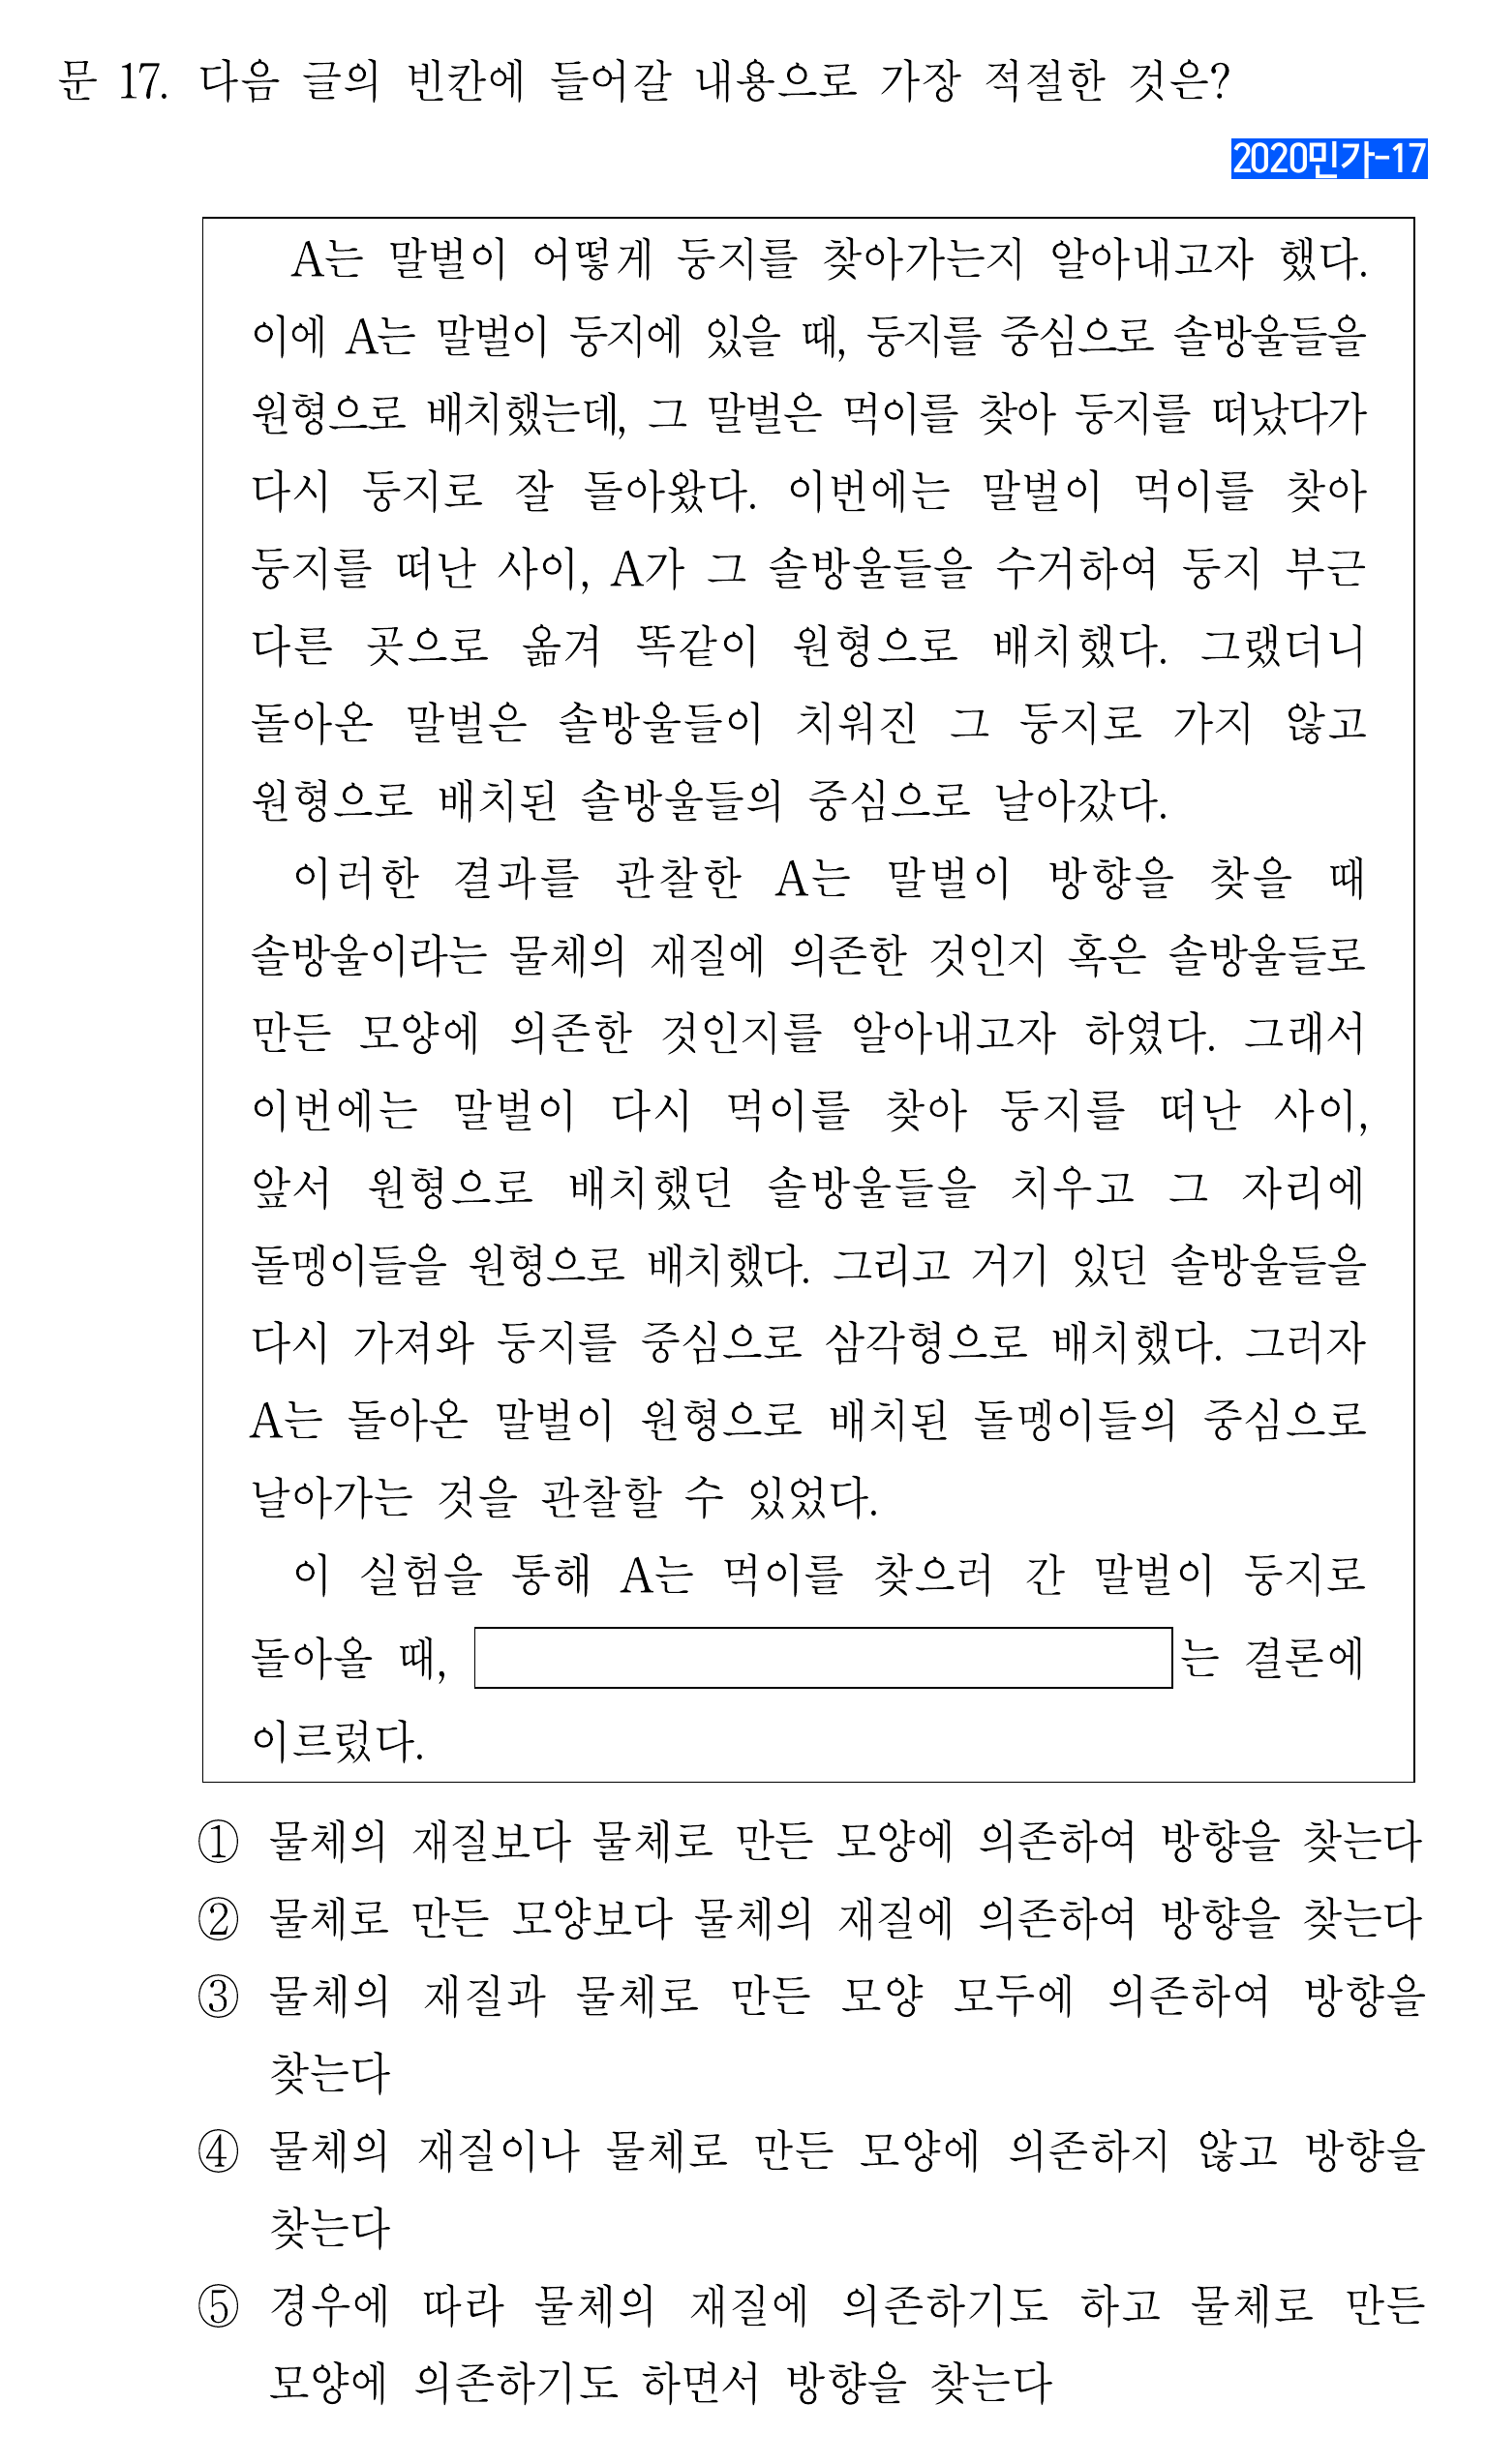 문 17. 다음 글의 빈칸에 들어갈 내용으로 가장 적절한 것은?
2020민가-17
A는 말벌이 어떻게 둥지를 찾아가는지 알아내고자 했다.
이에 A는 말벌이 둥지에 있을 때, 둥지를 중심으로 솔방울들을
원형으로 배치했는데, 그 말벌은 먹이를 찾아 둥지를 떠났다가
다시 둥지로 잘 돌아왔다. 이번에는 말벌이 먹이를 찾아
둥지를 떠난 사이, A가 그 솔방울들을 수거하여 둥지 부근
다른 곳으로 옮겨 똑같이 원형으로 배치했다. 그랬더니
돌아온 말벌은 솔방울들이 치워진 그 둥지로 가지 않고
원형으로 배치된 솔방울들의 중심으로 날아갔다.
이러한 결과를 관찰한 A는 말벌이 방향을 찾을 때
솔방울이라는 물체의 재질에 의존한 것인지 혹은 솔방울들로
만든 모양에 의존한 것인지를 알아내고자 하였다. 그래서
이번에는 말벌이 다시 먹이를 찾아 둥지를 떠난 사이,
앞서 원형으로 배치했던 솔방울들을 치우고 그 자리에
돌멩이들을 원형으로 배치했다. 그리고 거기 있던 솔방울들을
다시 가져와 둥지를 중심으로 삼각형으로 배치했다. 그러자
A는 돌아온 말벌이 원형으로 배치된 돌멩이들의 중심으로
날아가는 것을 관찰할 수 있었다.
이 실험을 통해 A는 먹이를 찾으러 간 말벌이 둥지로
돌아올 때, 는 결론에
이르렀다.
① 물체의 재질보다 물체로 만든 모양에 의존하여 방향을 찾는다
② 물체로 만든 모양보다 물체의 재질에 의존하여 방향을 찾는다
③ 물체의 재질과 물체로 만든 모양 모두에 의존하여 방향을
찾는다
④ 물체의 재질이나 물체로 만든 모양에 의존하지 않고 방향을
찾는다
⑤ 경우에 따라 물체의 재질에 의존하기도 하고 물체로 만든
모양에 의존하기도 하면서 방향을 찾는다